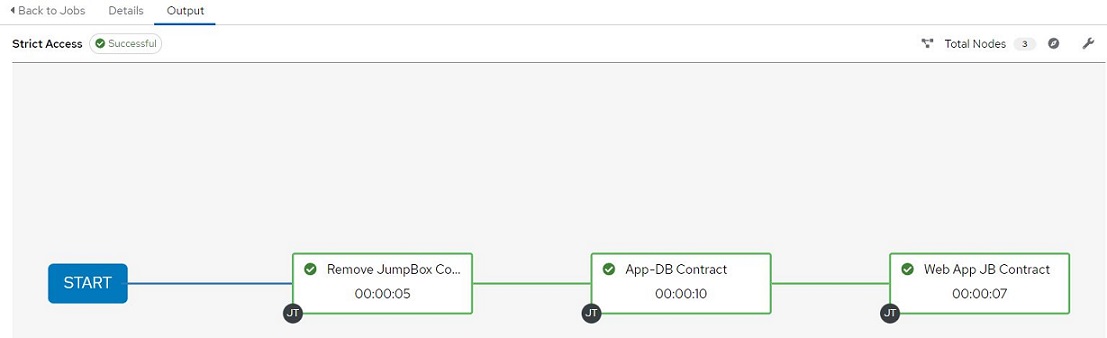 Back to Jobs Details Output
Strict Access Successful Total Nodes 3
START
Remove JumpBox Co...
00:00:05
JT
App-DB Contract
00:00:10
JT
Web App JB Contract
00:00:07
JT